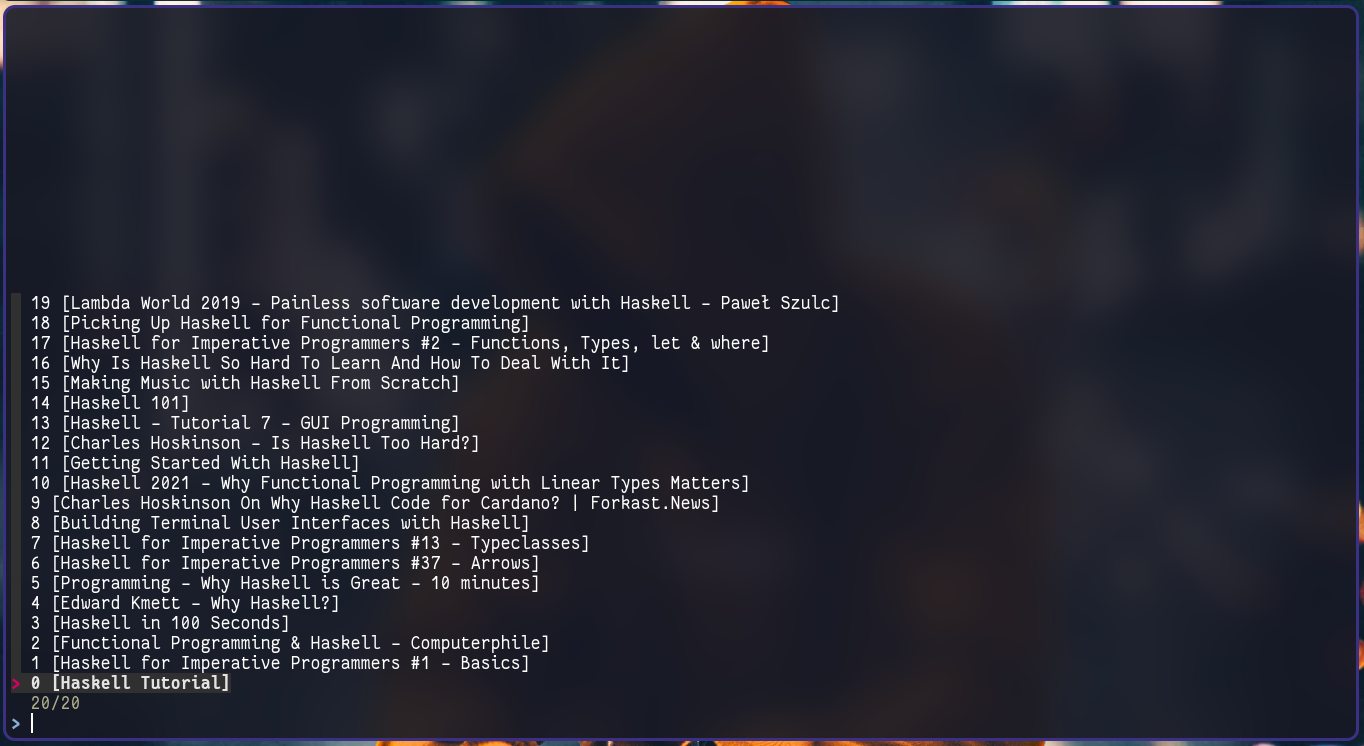 19 [Lambda World 2019 – Painless software development with Haskell – Paweł Szulc]
18 [Picking Up Haskell for Functional Programming]
17 [Haskell for Imperative Programmers #2 – Functions, Types, let & where]
16 [Why Is Haskell So Hard To Learn And How To Deal With It]
15 [Making Music with Haskell From Scratch]
14 [Haskell 101]
13 [Haskell – Tutorial 7 – GUI Programming]
12 [Charles Hoskinson – Is Haskell Too Hard?]
11 [Getting Started With Haskell]
10 [Haskell 2021 – Why Functional Programming with Linear Types Matters]
9 [Charles Hoskinson On Why Haskell Code for Cardano? | Forkast.News]
8 [Building Terminal User Interfaces with Haskell]
7 [Haskell for Imperative Programmers #13 – Typeclasses]
6 [Haskell for Imperative Programmers #37 – Arrows]
5 [Programming – Why Haskell is Great – 10 minutes]
4 [Edward Kmett – Why Haskell?]
3 [Haskell in 100 Seconds]
2 [Functional Programming & Haskell – Computerphile]
1 [Haskell for Imperative Programmers #1 – Basics]
> 0 [Haskell Tutorial]
20/20
>